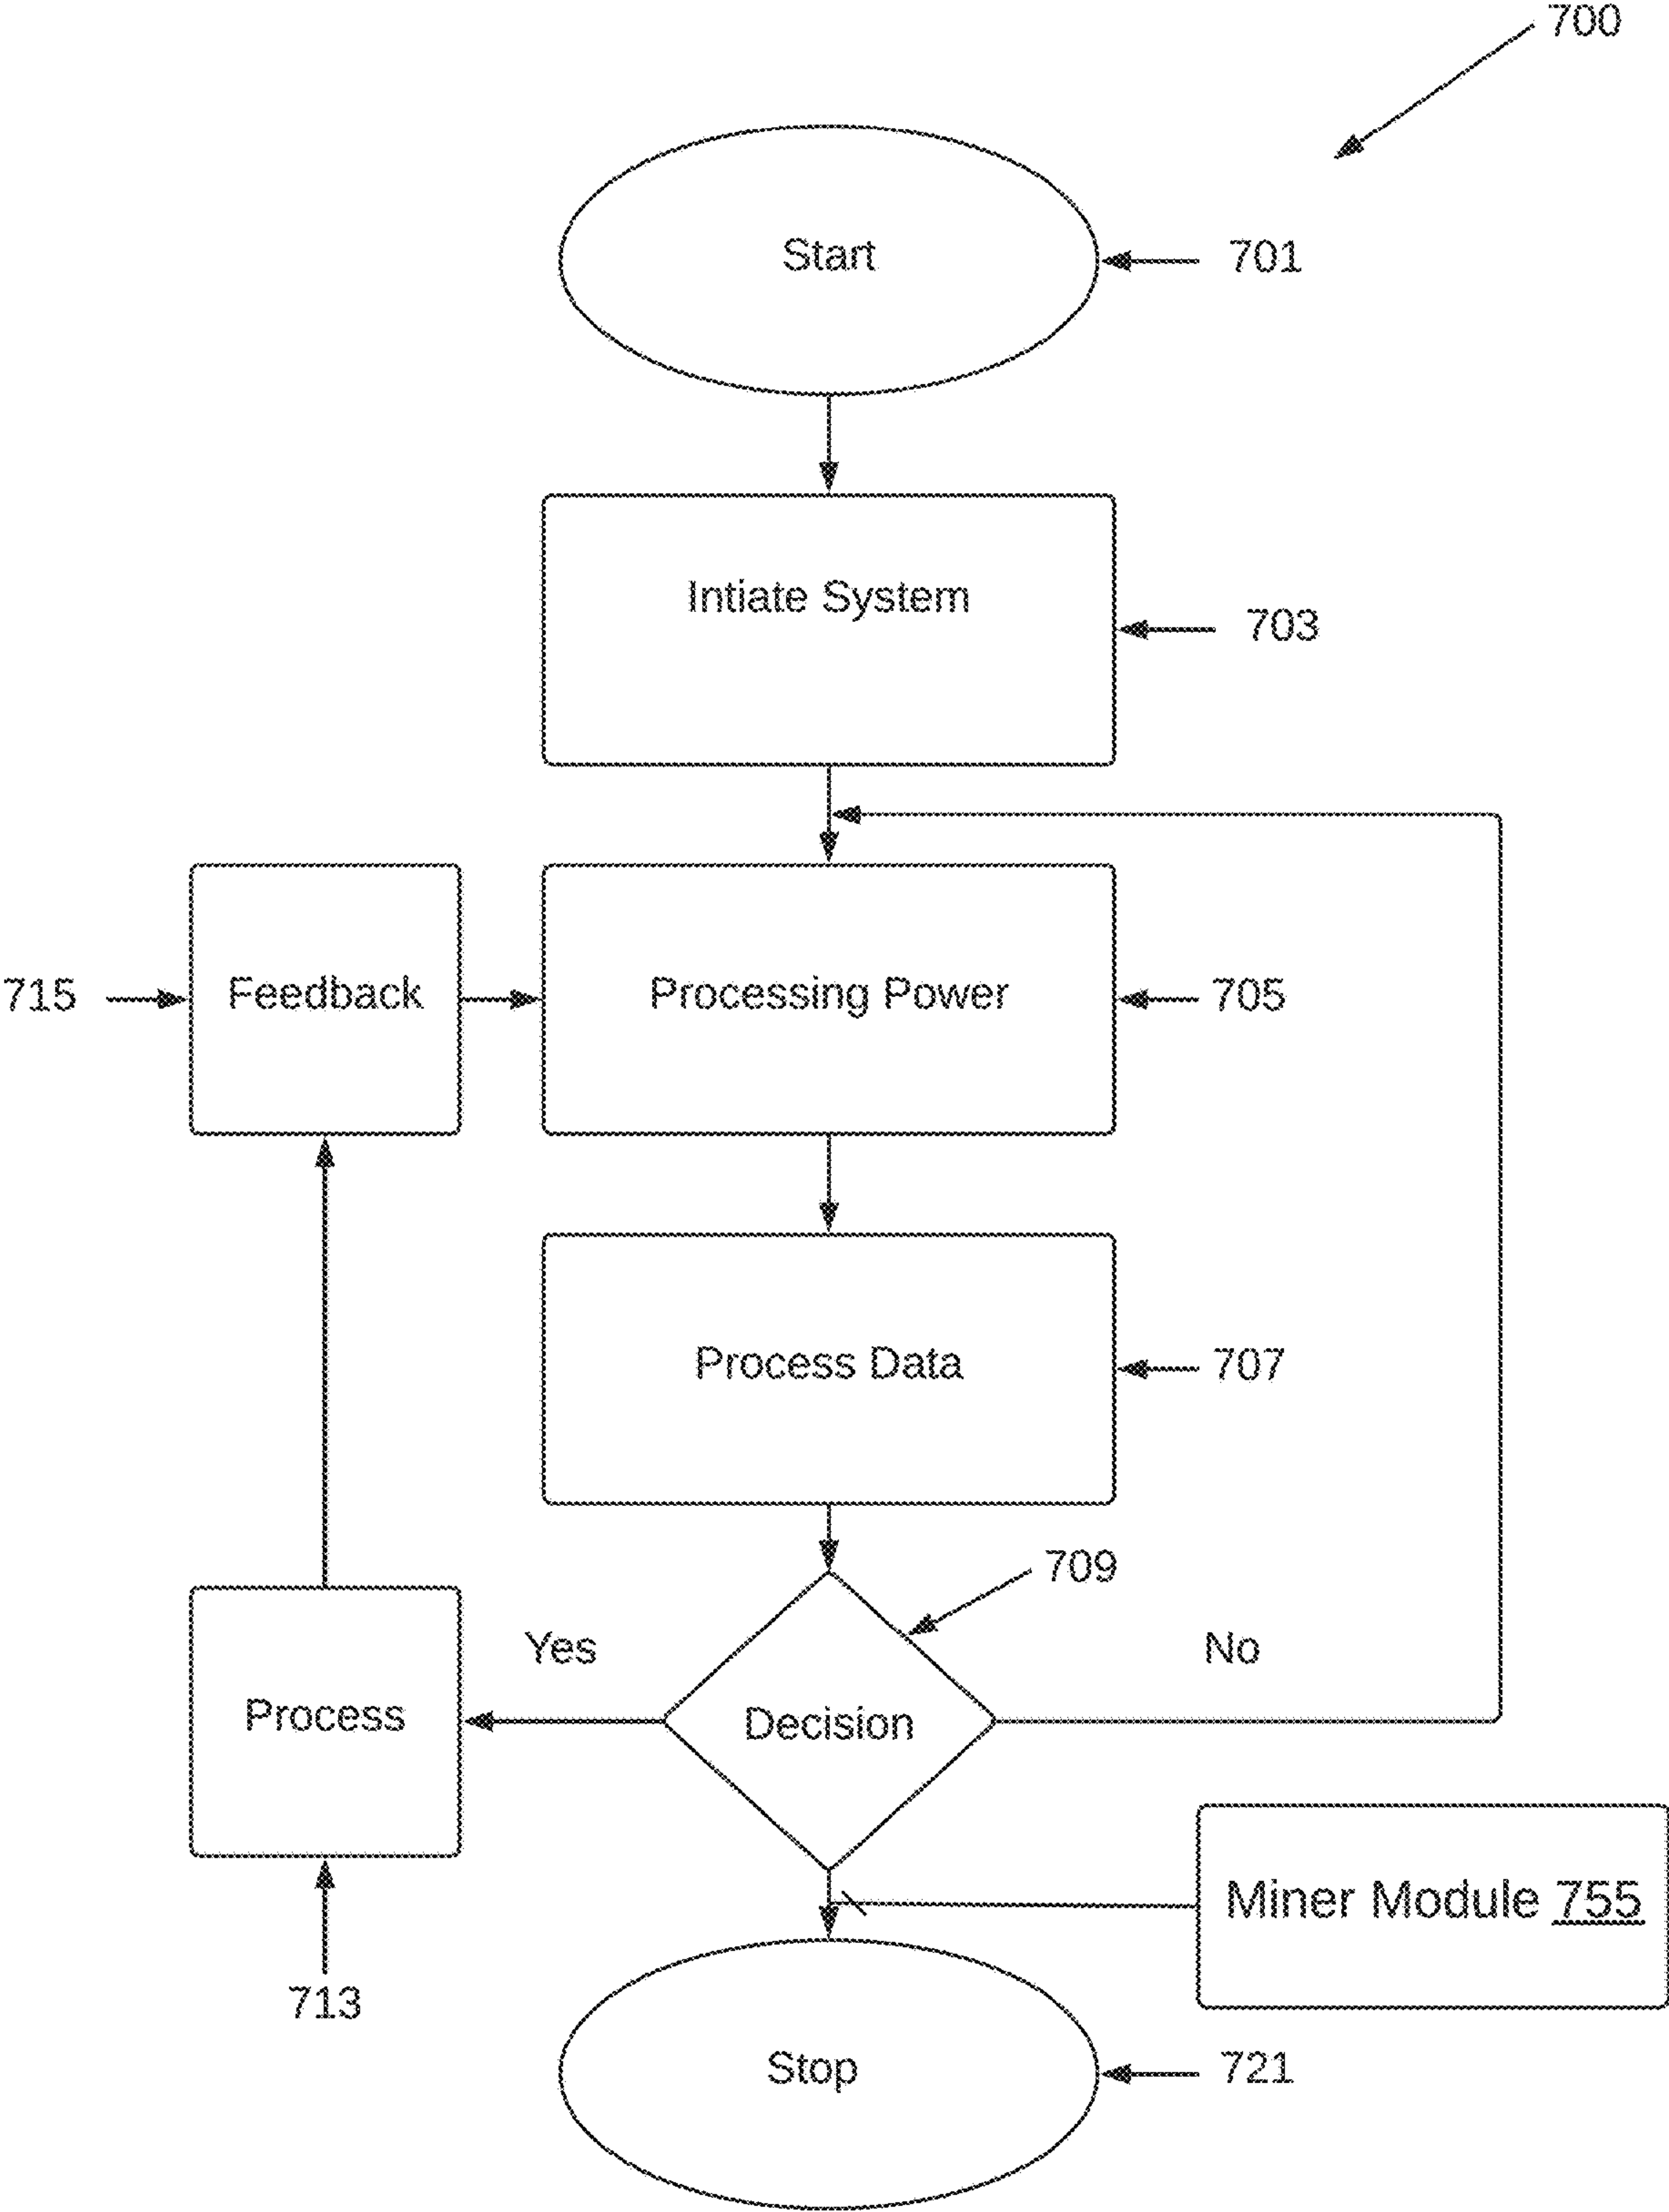 700
Start
701
Intiate System
703
715
Feedback
Processing Power
705
Process Data
707
709
Yes
No
Process
Decision
Miner Module 755
713
Stop
721